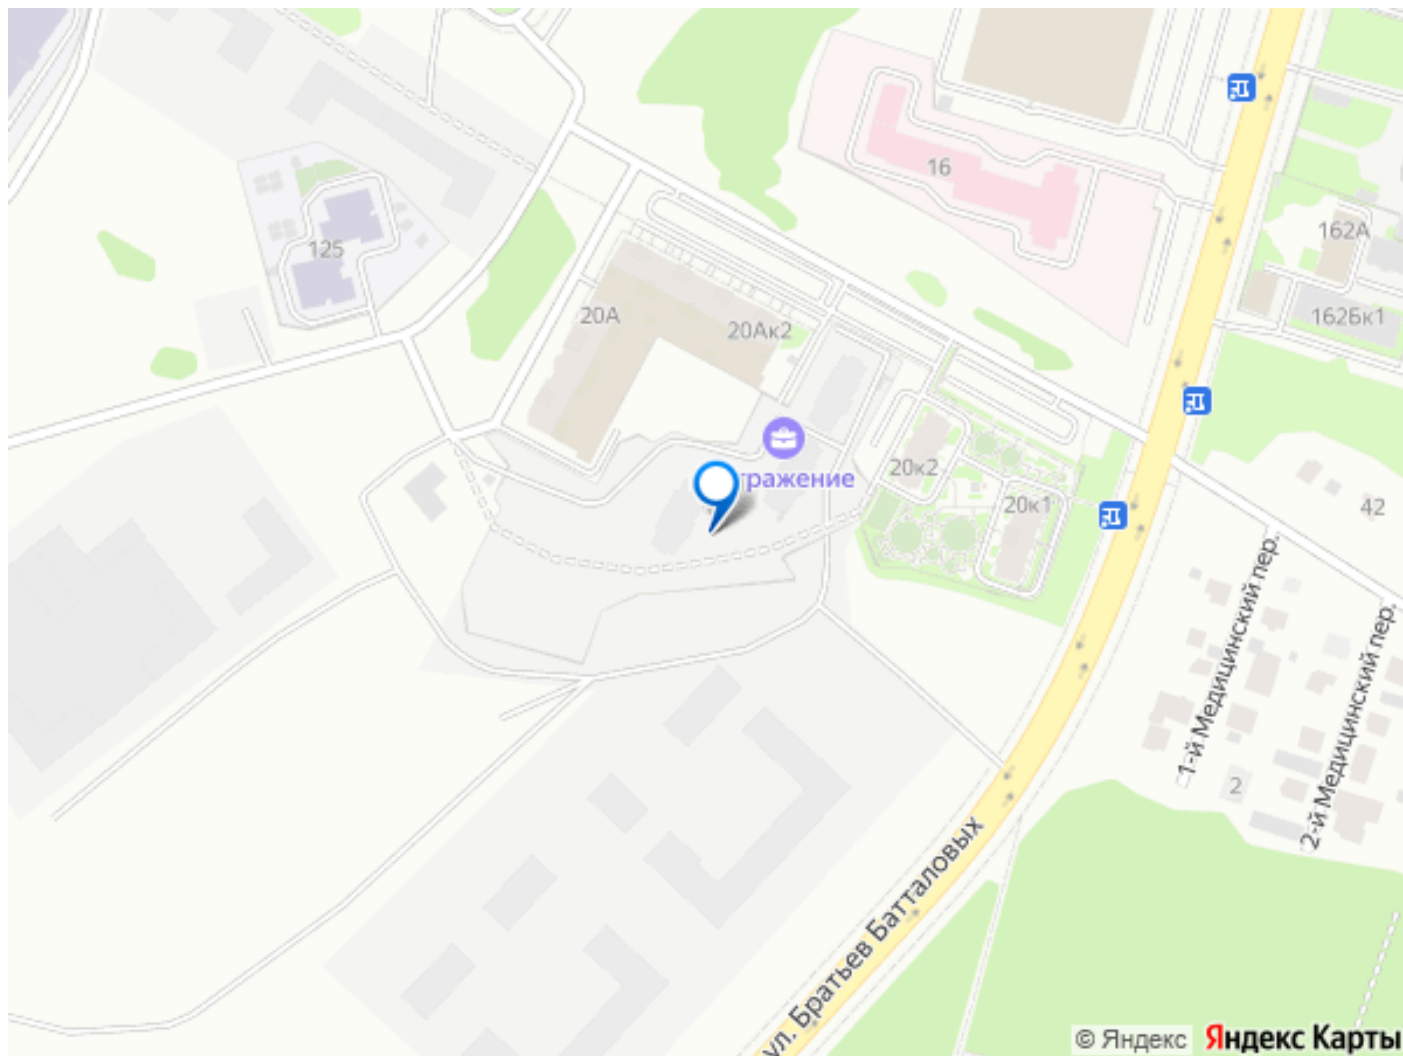 16
162А
125
20А
20Ак2
162Бк1
тражение
20к2
20к1
42
1-й Медицинский пер.
2-й Медицинский пер.
2
ул. Братьев Батталовых
© Яндекс Яндекс Карты